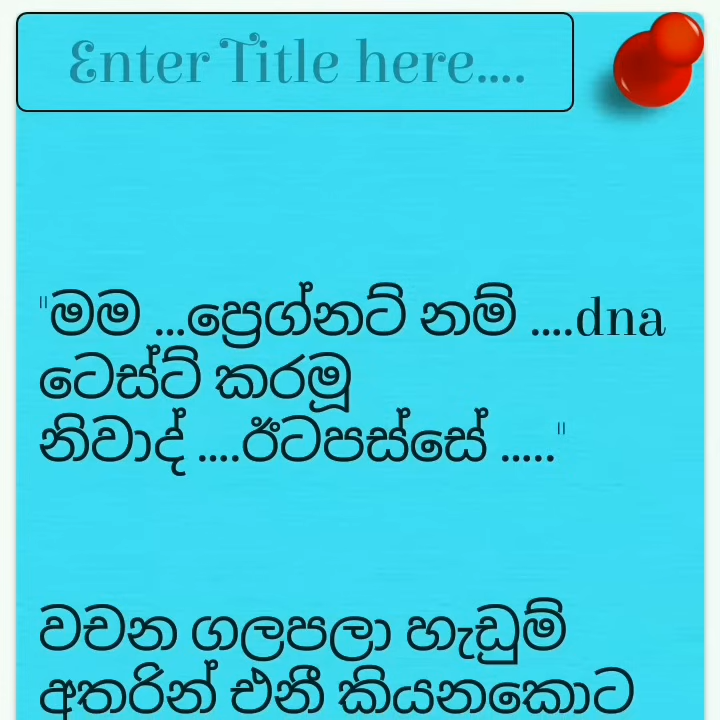 Enter Title here....
"මම ...ප්‍රෙග්නට් නම් ....dna
ටෙස්ට් කරමූ
නිවාද් ....ඊටපස්සේ ....."
වචන ගලපලා හැඩුම්
අතරින් එනී කියනකොට